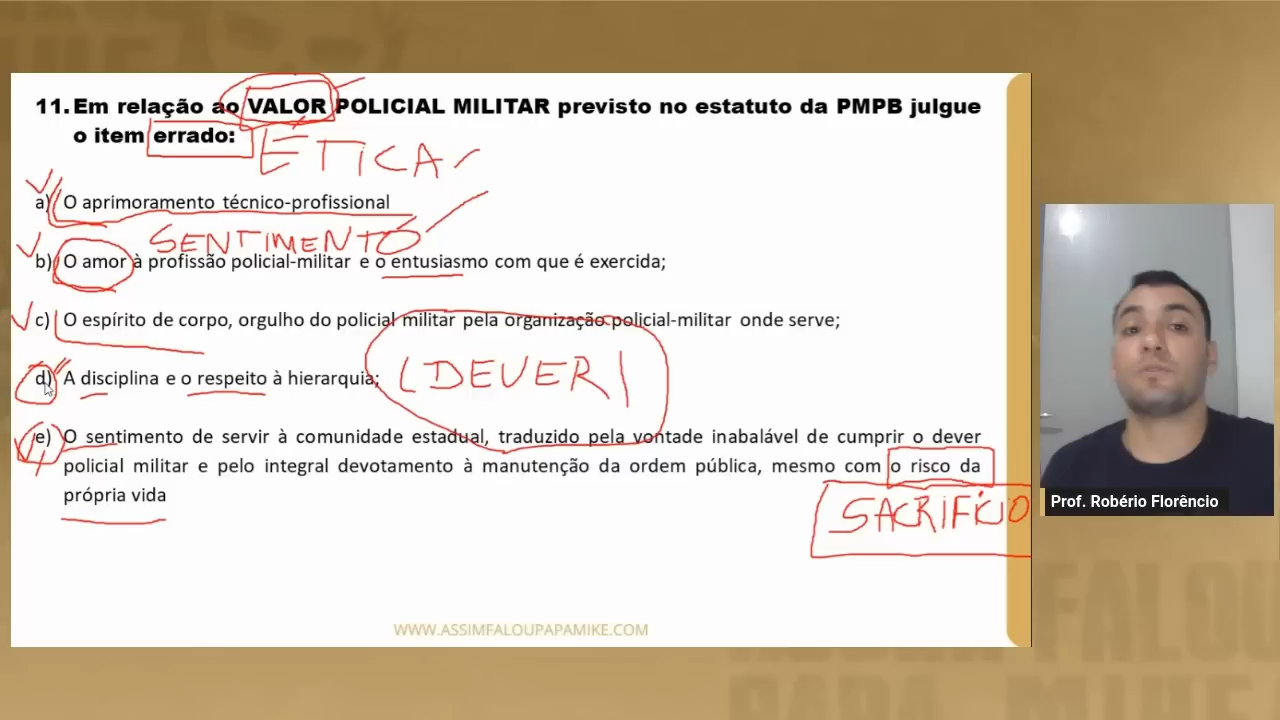 11. Em relação ao VALOR POLICIAL MILITAR previsto no estatuto da PMPB julgue
o item errado:
ÉTICA
a) O aprimoramento técnico-profissional
SENTIMENTO
b) O amor à profissão policial-militar e o entusiasmo com que é exercida;
c) O espírito de corpo, orgulho do policial militar pela organização policial-militar onde serve;
d) A disciplina e o respeito à hierarquia;
(DEVER)
e) O sentimento de servir à comunidade estadual, traduzido pela vontade inabalável de cumprir o dever
policial militar e pelo integral devotamento à manutenção da ordem pública, mesmo com o risco da
própria vida
SACRIFÍCIO
Prof. Robério Florêncio
WWW.ASSIMFALOUPAPAMIKE.COM
FALOU
PAPA MIKE